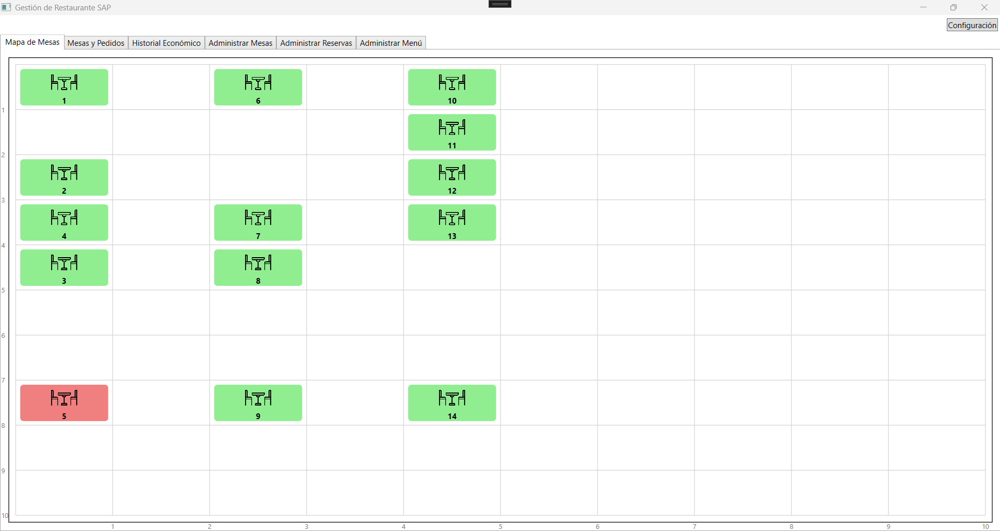 Gestión de Restaurante SAP
Configuración
Mapa de Mesas Mesas y Pedidos Historial Económico Administrar Mesas Administrar Reservas Administrar Menú
1 6 10
1
11
2
2 12
3
4 7 13
4
3 8
5
6
7
5 9 14
8
9
10
1 2 3 4 5 6 7 8 9 10